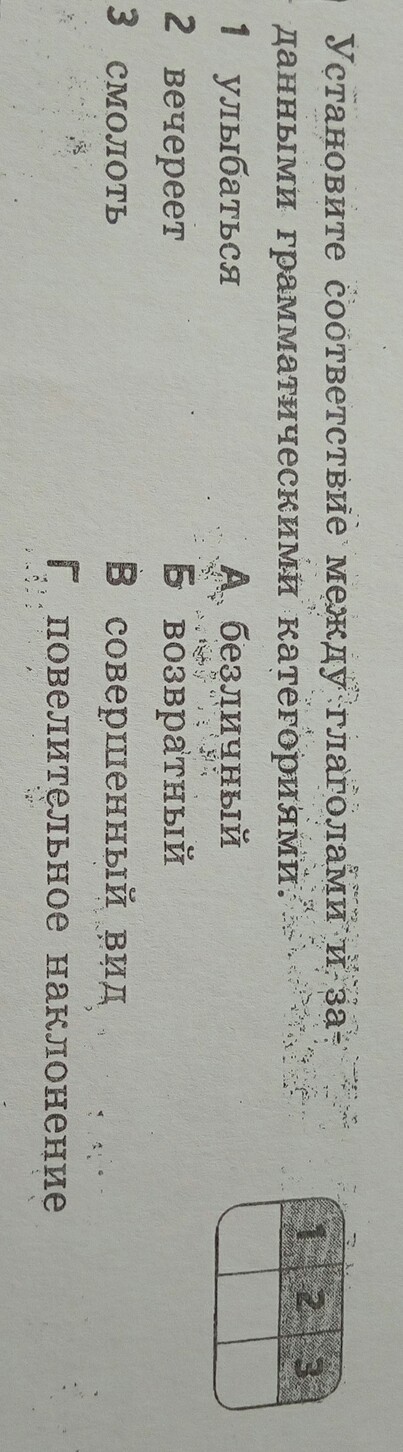 Установите соответствие между глаголами и за-
данными грамматическими категориями.
1 улыбаться
2 вечереет
3 смолоть
А безличный
Б возвратный
В совершенный вид
Г повелительное наклонение
1 2 3